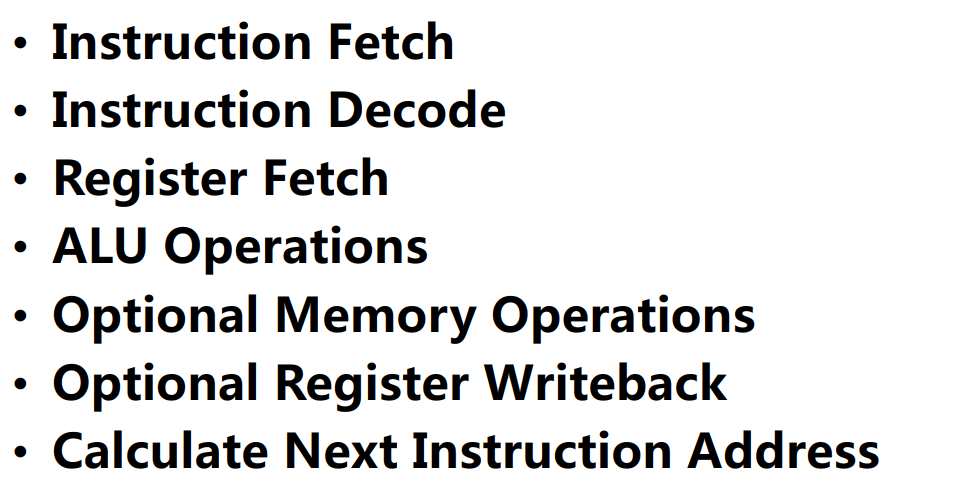 • Instruction Fetch
• Instruction Decode
• Register Fetch
• ALU Operations
• Optional Memory Operations
• Optional Register Writeback
• Calculate Next Instruction Address